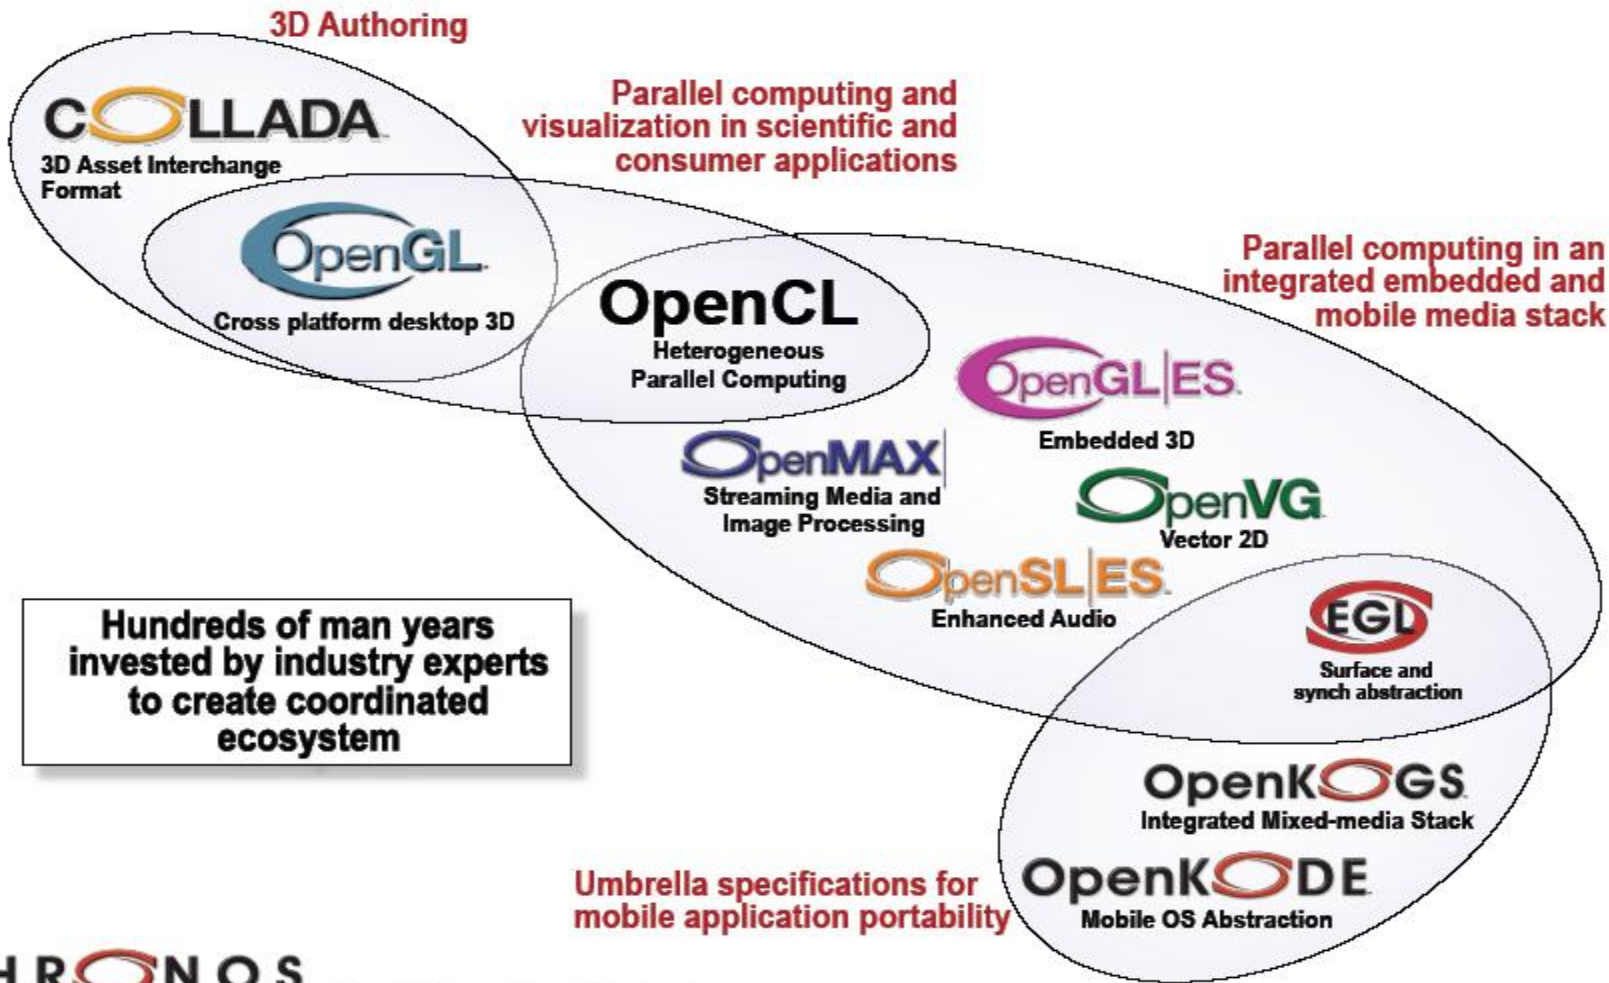 3D Authoring
COLLADA
3D Asset Interchange
Format
Parallel computing and
visualization in scientific and
consumer applications
OpenGL
Cross platform desktop 3D
OpenCL
Heterogeneous
Parallel Computing
Parallel computing in an
integrated embedded and
mobile media stack
OpenGL|ES
Embedded 3D
OpenMAX
Streaming Media and
Image Processing
OpenVG
Vector 2D
OpenSL|ES
Enhanced Audio
EGL
Surface and
synch abstraction
Hundreds of man years
invested by industry experts
to create coordinated
ecosystem
OpenKOGS
Integrated Mixed-media Stack
OpenKODE
Mobile OS Abstraction
Umbrella specifications for
mobile application portability
HRONOS